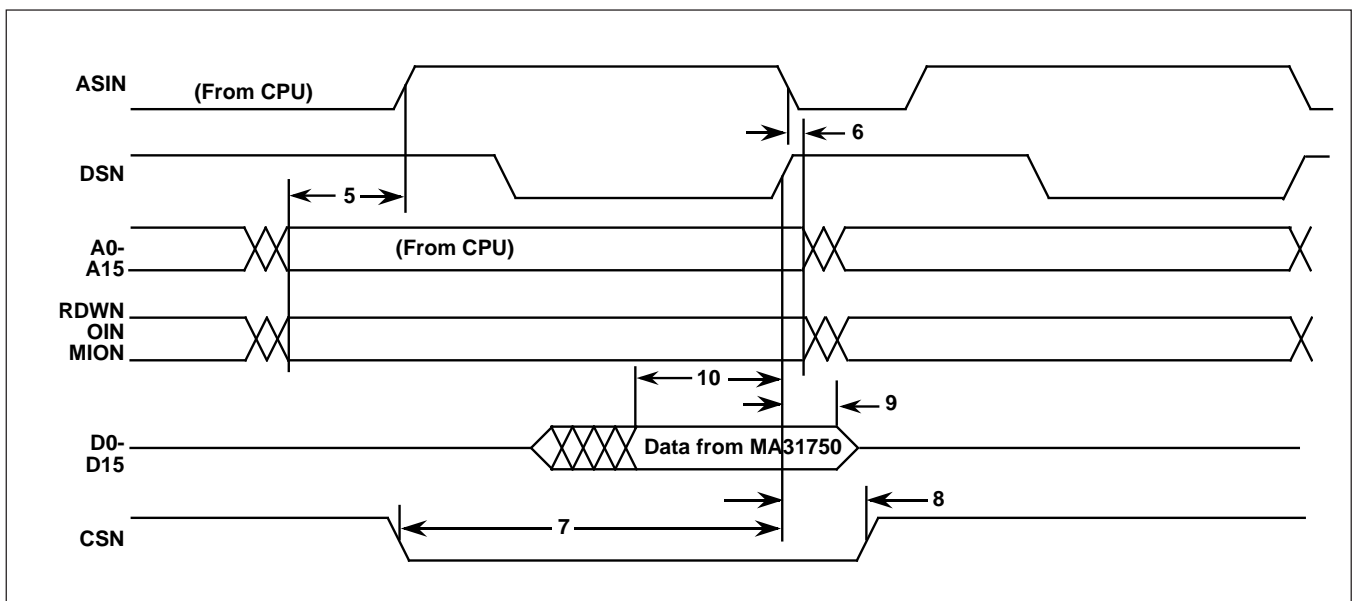 ASIN
(From CPU)
6
DSN
5
A0-
A15
(From CPU)
RDWN
OIN
MION
10
9
D0-
D15
Data from MA31750
8
7
CSN